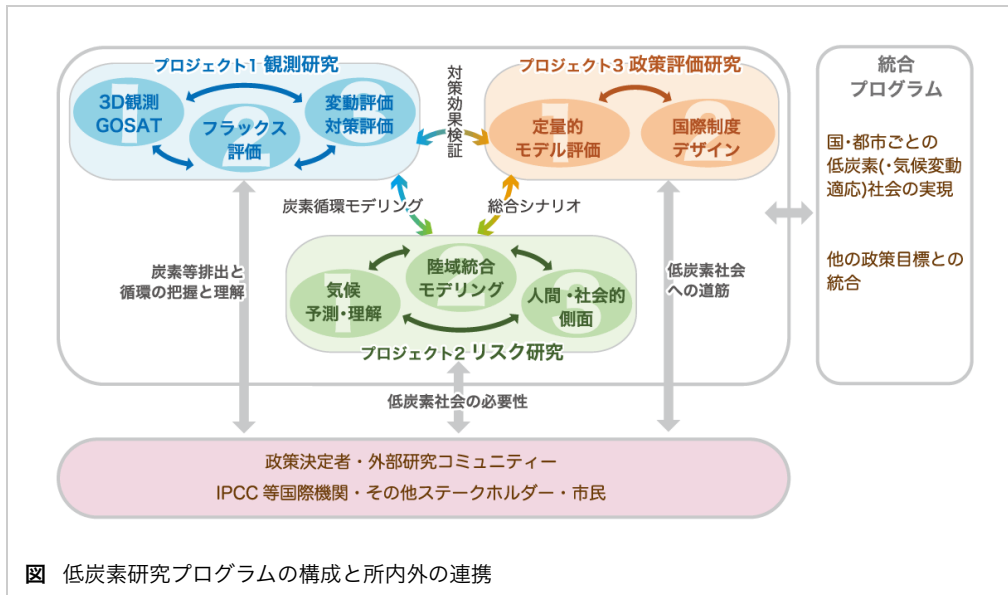 プロジェクト1 観測研究
1
3D観測
GOSAT
2
フラックス
評価
3
変動評価
対策評価
対策効果検証
プロジェクト3 政策評価研究
1
定量的
モデル評価
2
国際制度
デザイン
炭素循環モデリング
総合シナリオ
1
気候
予測・理解
2
陸域統合
モデリング
3
人間・社会的
側面
プロジェクト2 リスク研究
炭素等排出と
循環の把握と理解
低炭素社会の必要性
低炭素社会
への道筋
統合
プログラム
国・都市ごとの
低炭素(・気候変動
適応)社会の実現
他の政策目標との
統合
政策決定者・外部研究コミュニティー
IPCC 等国際機関・その他ステークホルダー・市民
図 低炭素研究プログラムの構成と所内外の連携